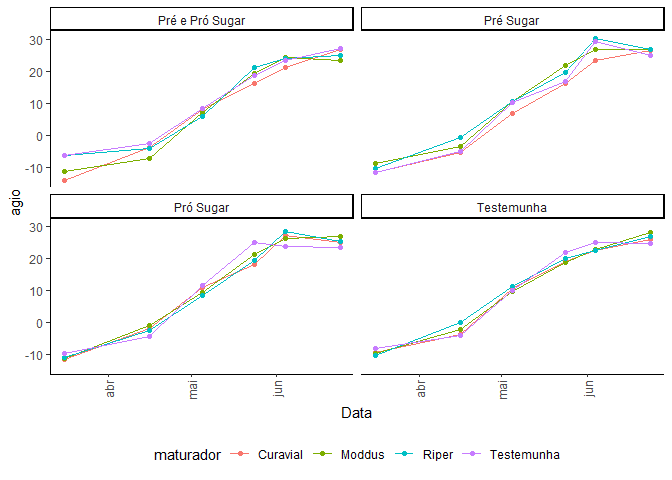 Pré e Pró Sugar Pré Sugar
30
20
10
0
-10
agio
Pró Sugar Testemunha
30
20
10
0
-10
abr mai jun abr mai jun
Data
maturador Curavial Moddus Riper Testemunha